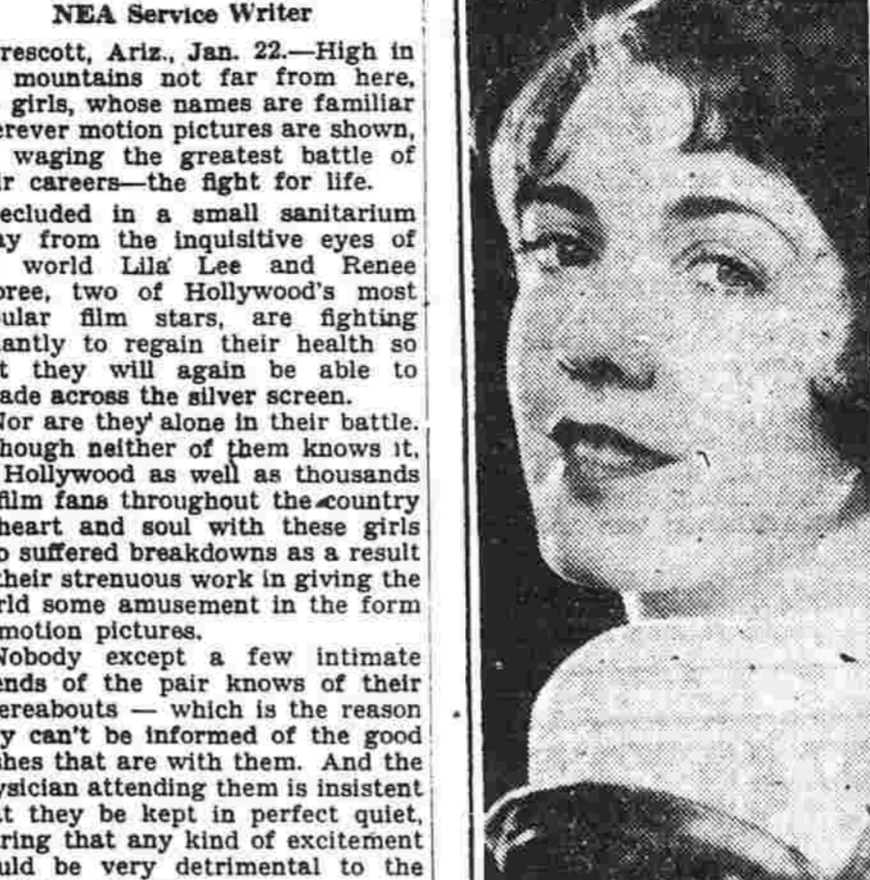 NEA Service Writer
rescott, Ariz., Jan. 22.—High in
mountains not far from here,
girls, whose names are familiar
erever motion pictures are shown,
waging the greatest battle of
ir careers—the fight for life.
ecluded in a small sanitarium
ay from the inquisitive eyes of
world Lila Lee and Renee
oree, two of Hollywood's most
ular film stars, are fighting
antly to regain their health so
t they will again be able to
ade across the silver screen.
Nor are they alone in their battle.
hough neither of them knows it,
Hollywood as well as thousands
film fans throughout the country
heart and soul with these girls
o suffered breakdowns as a result
their strenuous work in giving the
rld some amusement in the form
motion pictures.
Nobody except a few intimate
ends of the pair knows of their
ereabouts — which is the reason
y can't be informed of the good
shes that are with them. And the
ysician attending them is insistent
t they be kept in perfect quiet,
ring that any kind of excitement
uld be very detrimental to the